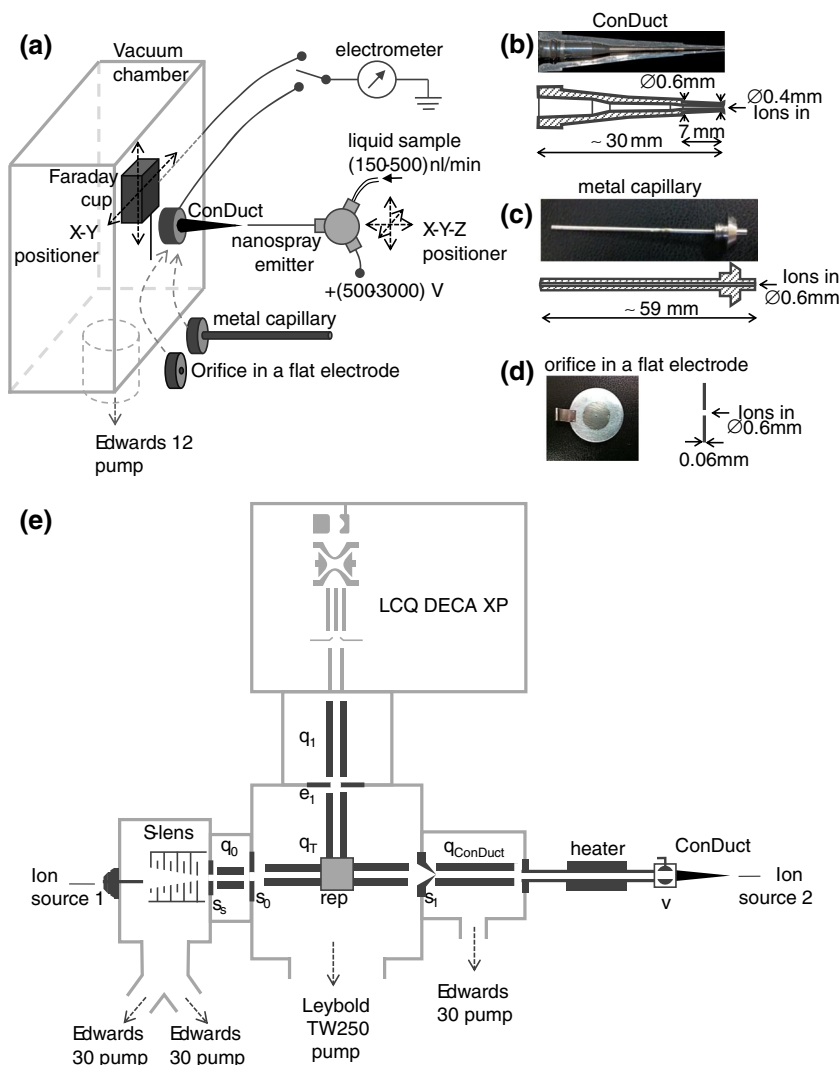 (a)
Vacuum
chamber
electrometer
Faraday
cup
X-Y
positioner
ConDuct
liquid sample
(150-500)nl/min
nanospray
emitter
X-Y-Z
positioner
+(500-3000) V
metal capillary
Orifice in a flat electrode
Edwards 12
pump
(b)
ConDuct
∅0.6mm
∅0.4mm
Ions in
7 mm
~ 30 mm
(c)
metal capillary
Ions in
∅0.6mm
~ 59 mm
(d)
orifice in a flat electrode
Ions in
∅0.6mm
0.06mm
(e)
LCQ DECA XP
q1
e1
qT
S-lens
q0
qConDuct
heater
ConDuct
Ion
source 1
Ion
source 2
ss
s0
rep
s1
v
Edwards
30 pump
Edwards
30 pump
Leybold
TW250
pump
Edwards
30 pump